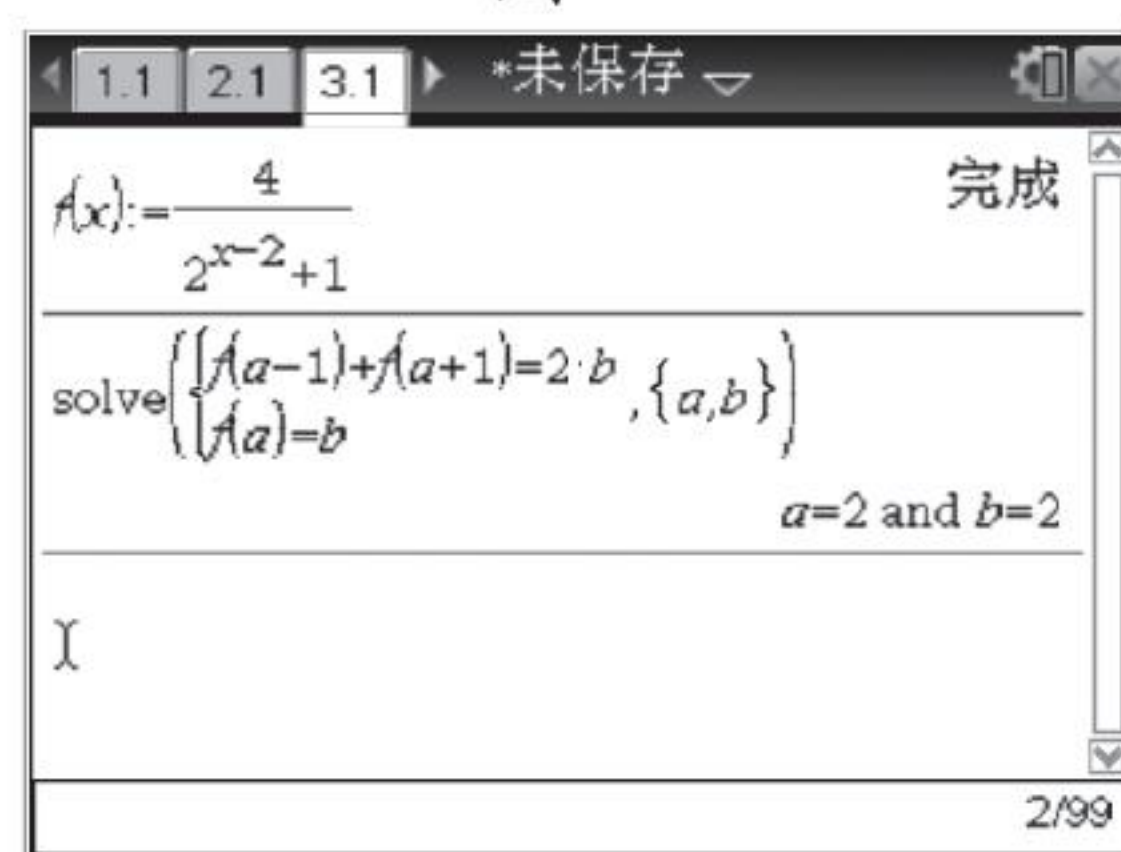 1.1 2.1 3.1 *未保存
f(x):=4/(2^(x-2)+1) 完成
solve({f(a-1)+f(a+1)=2·b
f(a)=b ,{a,b})
a=2 and b=2
2/99